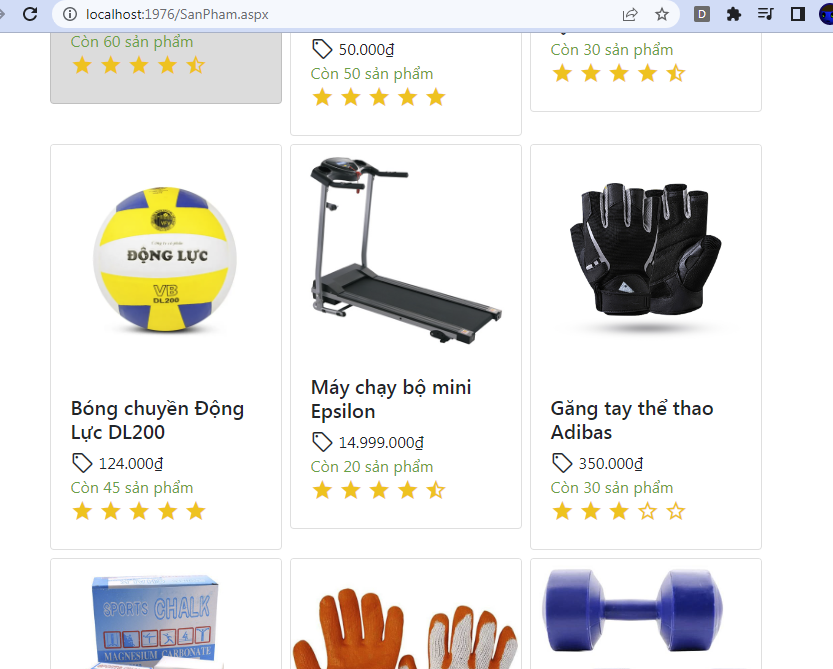 localhost:1976/SanPham.aspx
D
Còn 60 sản phẩm
50.000₫
Còn 50 sản phẩm
Còn 30 sản phẩm
ĐỘNG LỰC
VB
DL200
Bóng chuyền Động
Lực DL200
124.000₫
Còn 45 sản phẩm
Máy chạy bộ mini
Epsilon
14.999.000₫
Còn 20 sản phẩm
Găng tay thể thao
Adibas
350.000₫
Còn 30 sản phẩm
SPORTS CHALK
MAGNESIUM CARBONATE